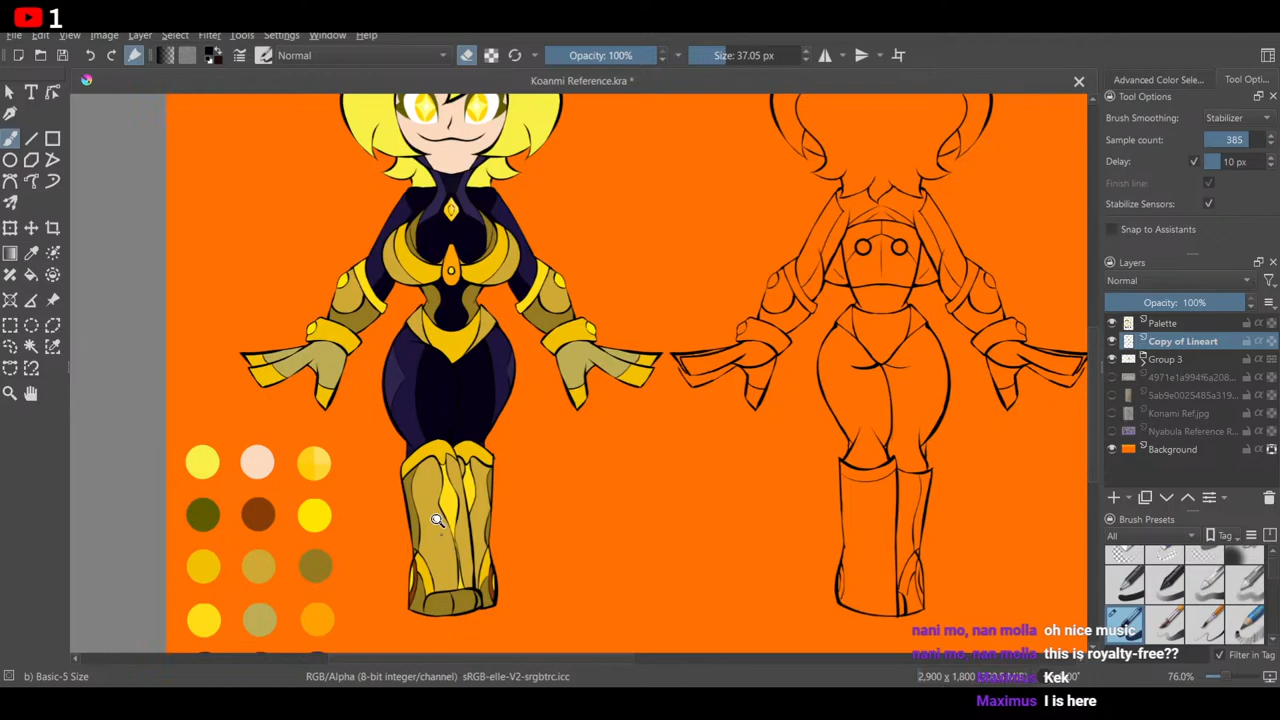 1
File Edit View Image Layer Select Filter Tools Settings Window Help
Normal Opacity: 100% Size: 37.05 px
Koanmi Reference.kra *
Advanced Color Sele... Tool Opti...
Tool Options
Brush Smoothing: Stabilizer
Sample count: 385
Delay: 10 px
Finish line:
Stabilize Sensors:
Snap to Assistants
Layers
Normal
Opacity: 100%
Palette
Copy of Lineart
Group 3
4971e1a994f6a208...
5ab9e0025485a319...
Konami Ref.jpg
Nyabula Reference R...
Background
Brush Presets
All Tag
nani mo, nan molla oh nice music
nani mo, nan molla this is royalty-free??
Maximus Kek
Maximus I is here
Filter in Tag
b) Basic-5 Size RGB/Alpha (8-bit integer/channel) sRGB-elle-V2-srgbtrc.icc 2,900 x 1,800 76.0%